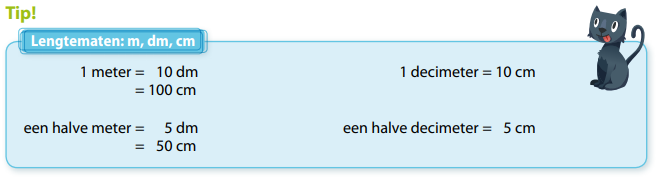 Tip!
Lengtematen: m, dm, cm
1 meter = 10 dm
= 100 cm
1 decimeter = 10 cm
een halve meter = 5 dm
= 50 cm
een halve decimeter = 5 cm